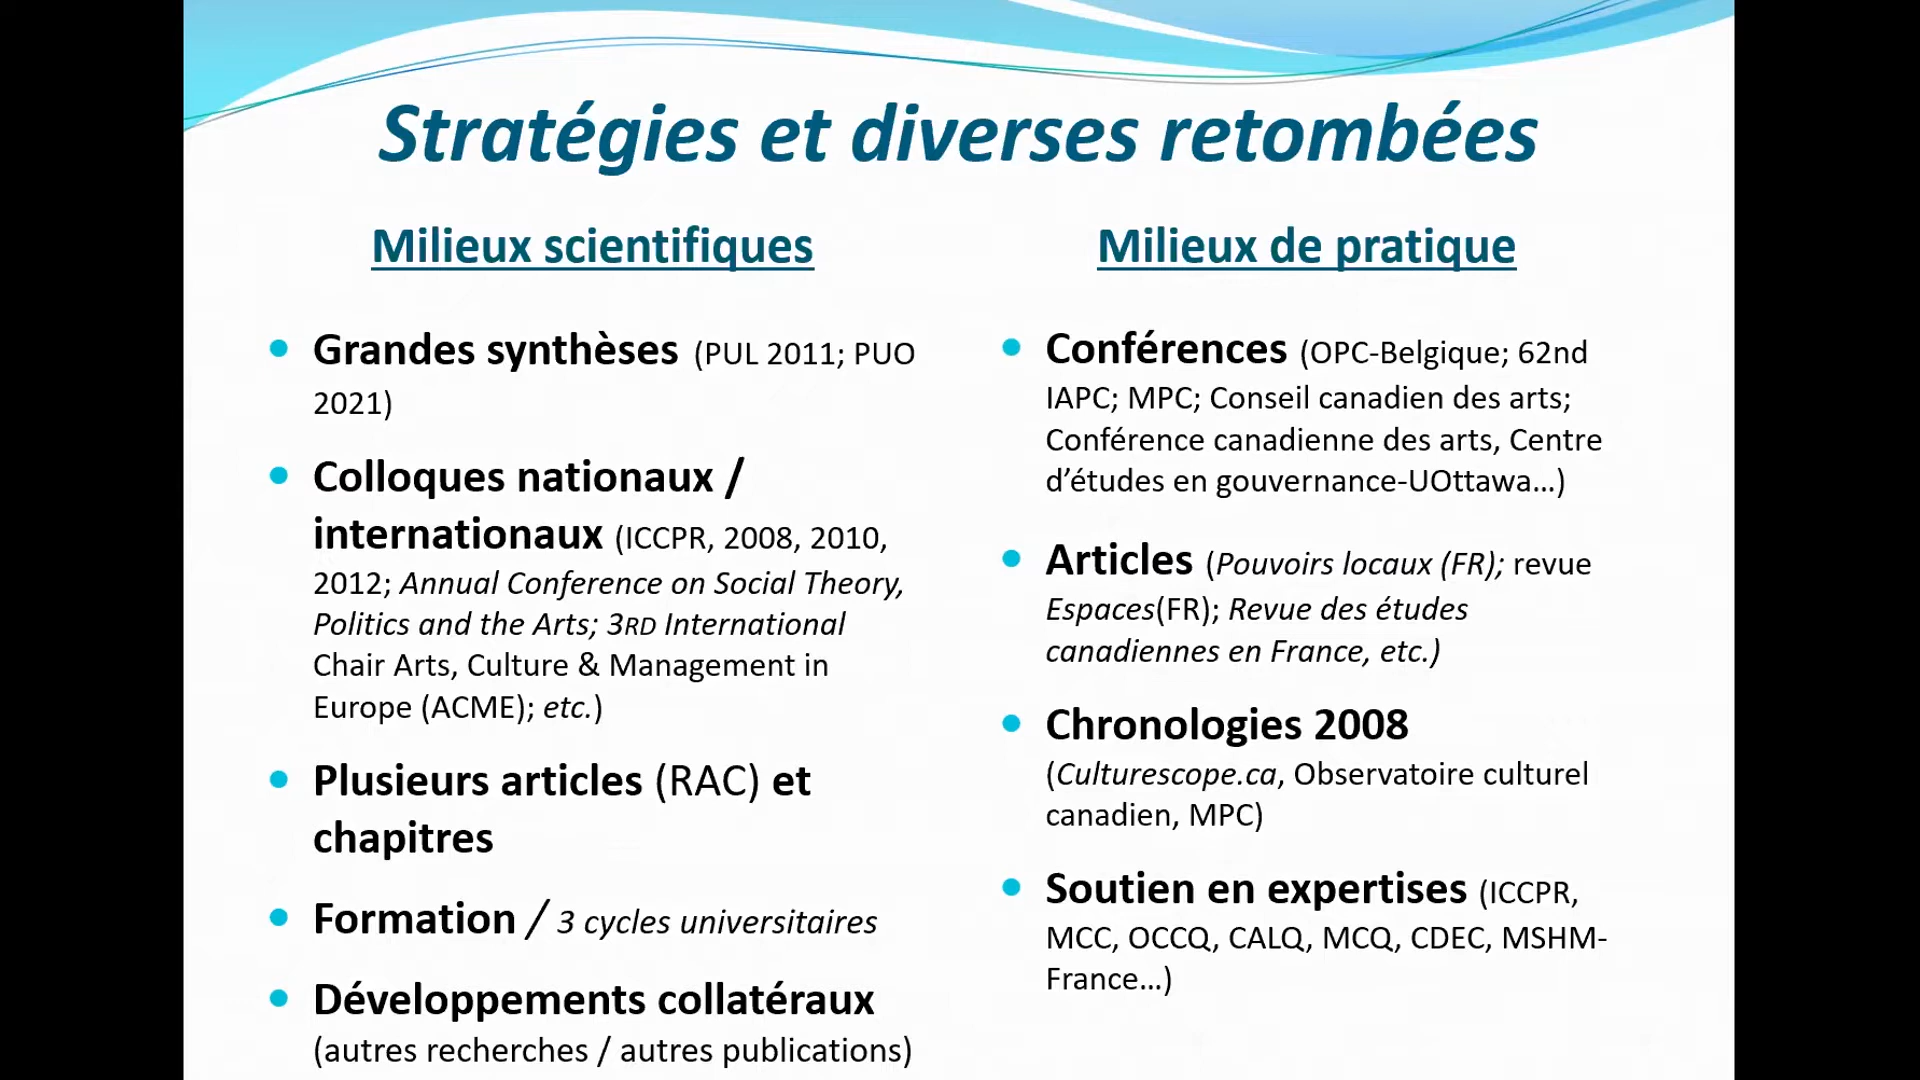 Stratégies et diverses retombées
Milieux scientifiques
• Grandes synthèses (PUL 2011; PUO
2021)
• Colloques nationaux /
internationaux (ICCPR, 2008, 2010,
2012; Annual Conference on Social Theory,
Politics and the Arts; 3RD International
Chair Arts, Culture & Management in
Europe (ACME); etc.)
• Plusieurs articles (RAC) et
chapitres
• Formation / 3 cycles universitaires
• Développements collatéraux
(autres recherches / autres publications)
Milieux de pratique
• Conférences (OPC-Belgique; 62nd
IAPC; MPC; Conseil canadien des arts;
Conférence canadienne des arts, Centre
d’études en gouvernance-UOttawa…)
• Articles (Pouvoirs locaux (FR); revue
Espaces(FR); Revue des études
canadiennes en France, etc.)
• Chronologies 2008
(Culturescope.ca, Observatoire culturel
canadien, MPC)
• Soutien en expertises (ICCPR,
MCC, OCCQ, CALQ, MCQ, CDEC, MSHM-
France…)